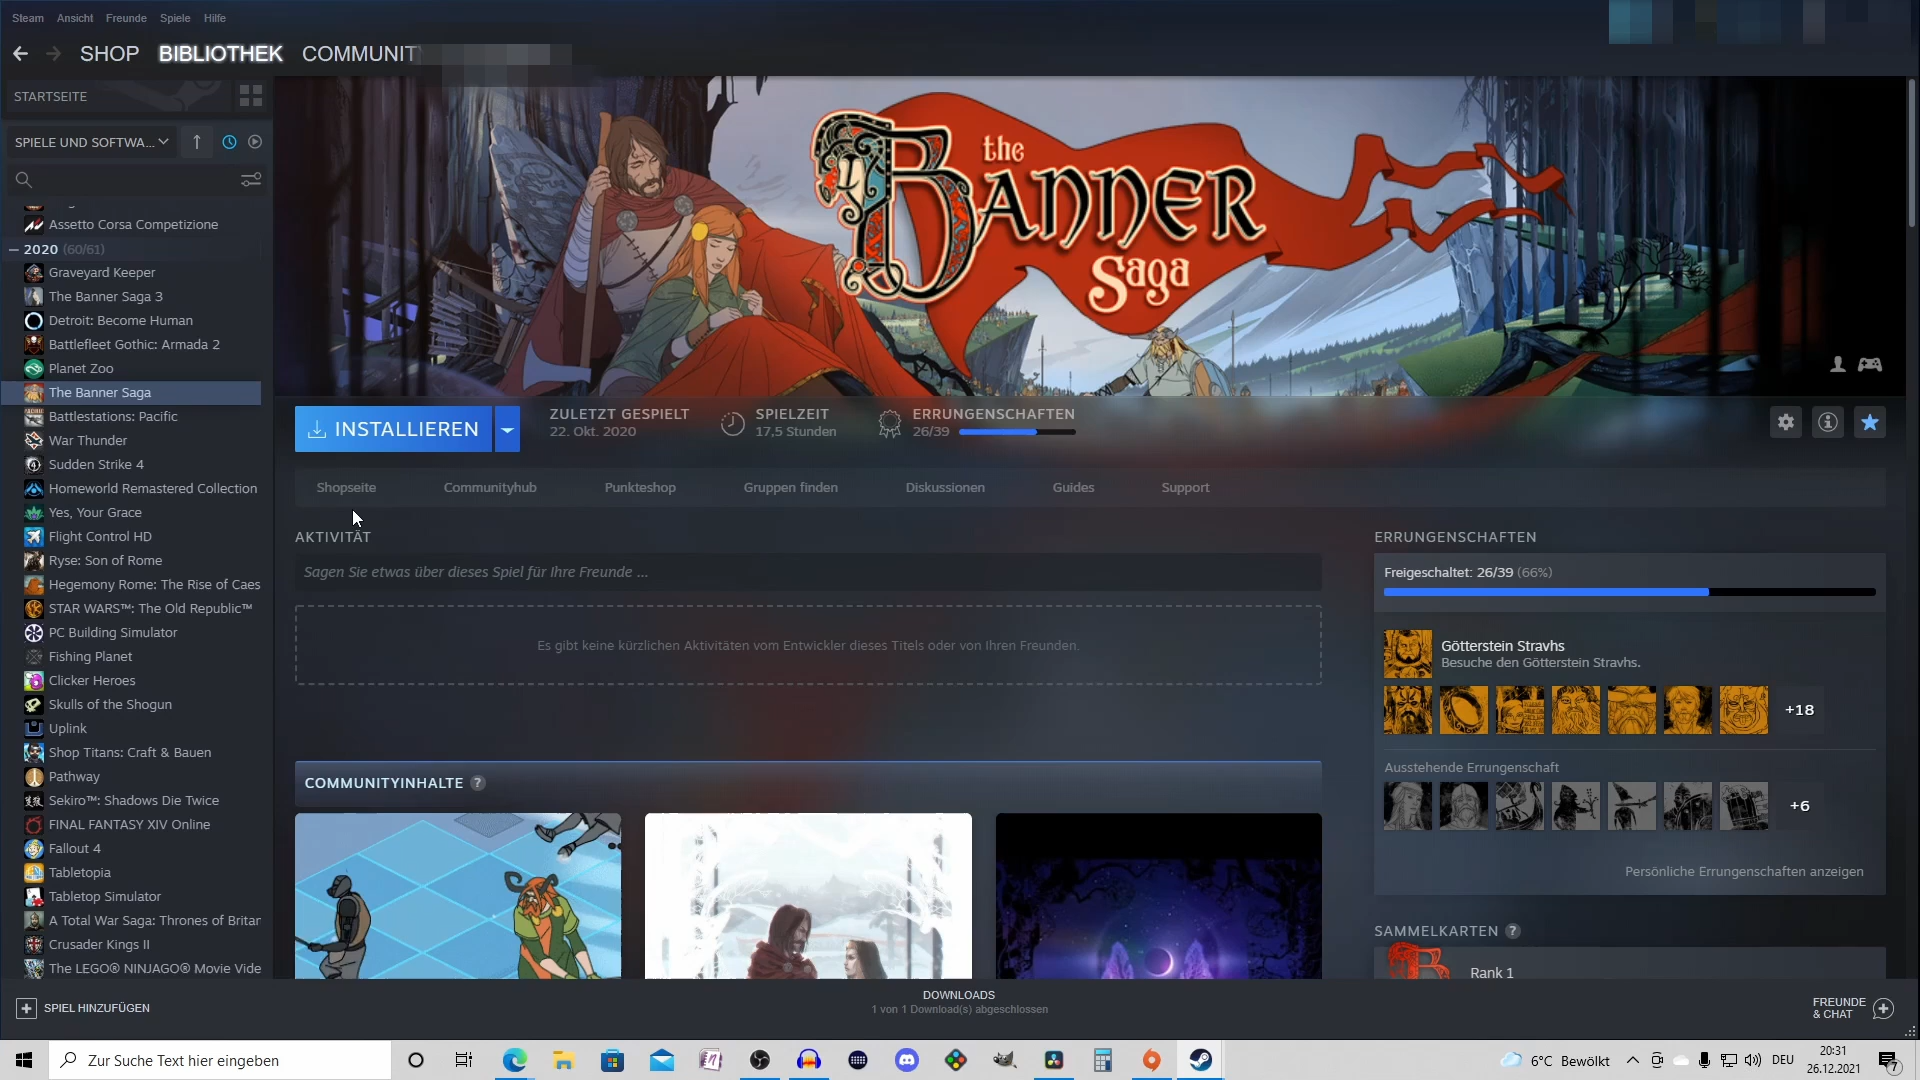 Steam Ansicht Freunde Spiele Hilfe
SHOP BIBLIOTHEK COMMUNIT
STARTSEITE
SPIELE UND SOFTWA...
Assetto Corsa Competizione
2020 (60/61)
Graveyard Keeper
The Banner Saga 3
Detroit: Become Human
Battlefleet Gothic: Armada 2
Planet Zoo
The Banner Saga
Battlestations: Pacific
War Thunder
Sudden Strike 4
Homeworld Remastered Collection
Yes, Your Grace
Flight Control HD
Ryse: Son of Rome
Hegemony Rome: The Rise of Caes
STAR WARS™: The Old Republic™
PC Building Simulator
Fishing Planet
Clicker Heroes
Skulls of the Shogun
Uplink
Shop Titans: Craft & Bauen
Pathway
Sekiro™: Shadows Die Twice
FINAL FANTASY XIV Online
Fallout 4
Tabletopia
Tabletop Simulator
A Total War Saga: Thrones of Britar
Crusader Kings II
The LEGO® NINJAGO® Movie Vide
the
Banner
Saga
INSTALLIEREN
ZULETZT GESPIELT
22. Okt. 2020
SPIELZEIT
17,5 Stunden
ERRUNGENSCHAFTEN
26/39
Shopseite Communityhub Punkteshop Gruppen finden Diskussionen Guides Support
AKTIVITÄT
Sagen Sie etwas über dieses Spiel für Ihre Freunde ...
Es gibt keine kürzlichen Aktivitäten vom Entwickler dieses Titels oder von Ihren Freunden.
COMMUNITYINHALTE ?
ERRUNGENSCHAFTEN
Freigeschaltet: 26/39 (66%)
Götterstein Stravhs
Besuche den Götterstein Stravhs.
+18
Ausstehende Errungenschaft
+6
Persönliche Errungenschaften anzeigen
SAMMELKARTEN ?
Rank 1
SPIEL HINZUFÜGEN
DOWNLOADS
1 von 1 Download(s) abgeschlossen
FREUNDE
& CHAT
Zur Suche Text hier eingeben
6°C Bewölkt
DEU
20:31
26.12.2021
7